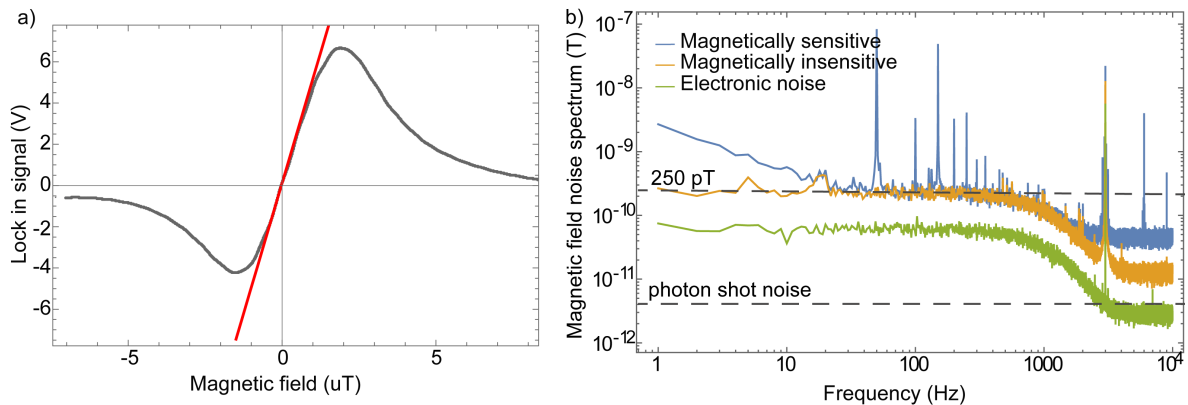 a)
Lock in signal (V)
6
4
2
0
-2
-4
-6
-5
0
5
Magnetic field (uT)
b)
Magnetic field noise spectrum (T)
10-7
10-8
10-9
10-10
10-11
10-12
Magnetically sensitive
Magnetically insensitive
Electronic noise
250 pT
photon shot noise
1
10
100
1000
104
Frequency (Hz)